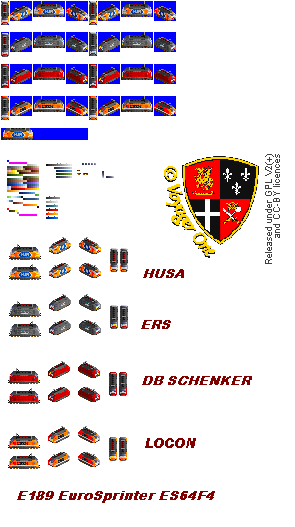 © Voyager One
Released under GPL V2(+)
and CC-BY licences
HUSA
ERS
DB SCHENKER
LOCON
E189 EuroSprinter ES64F4